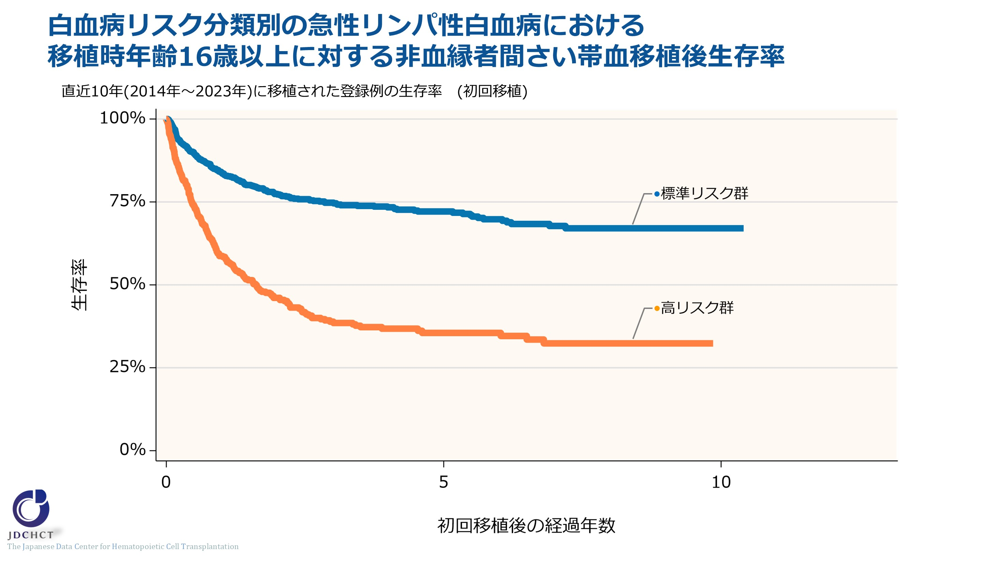 白血病リスク分類別の急性リンパ性白血病における
移植時年齢16歳以上に対する非血縁者間さい帯血移植後生存率
直近10年(2014年～2023年)に移植された登録例の生存率　(初回移植)
100%
75%
50%
25%
0%
生存率
標準リスク群
高リスク群
0
5
10
初回移植後の経過年数
JDCHCT
The Japanese Data Center for Hematopoietic Cell Transplantation